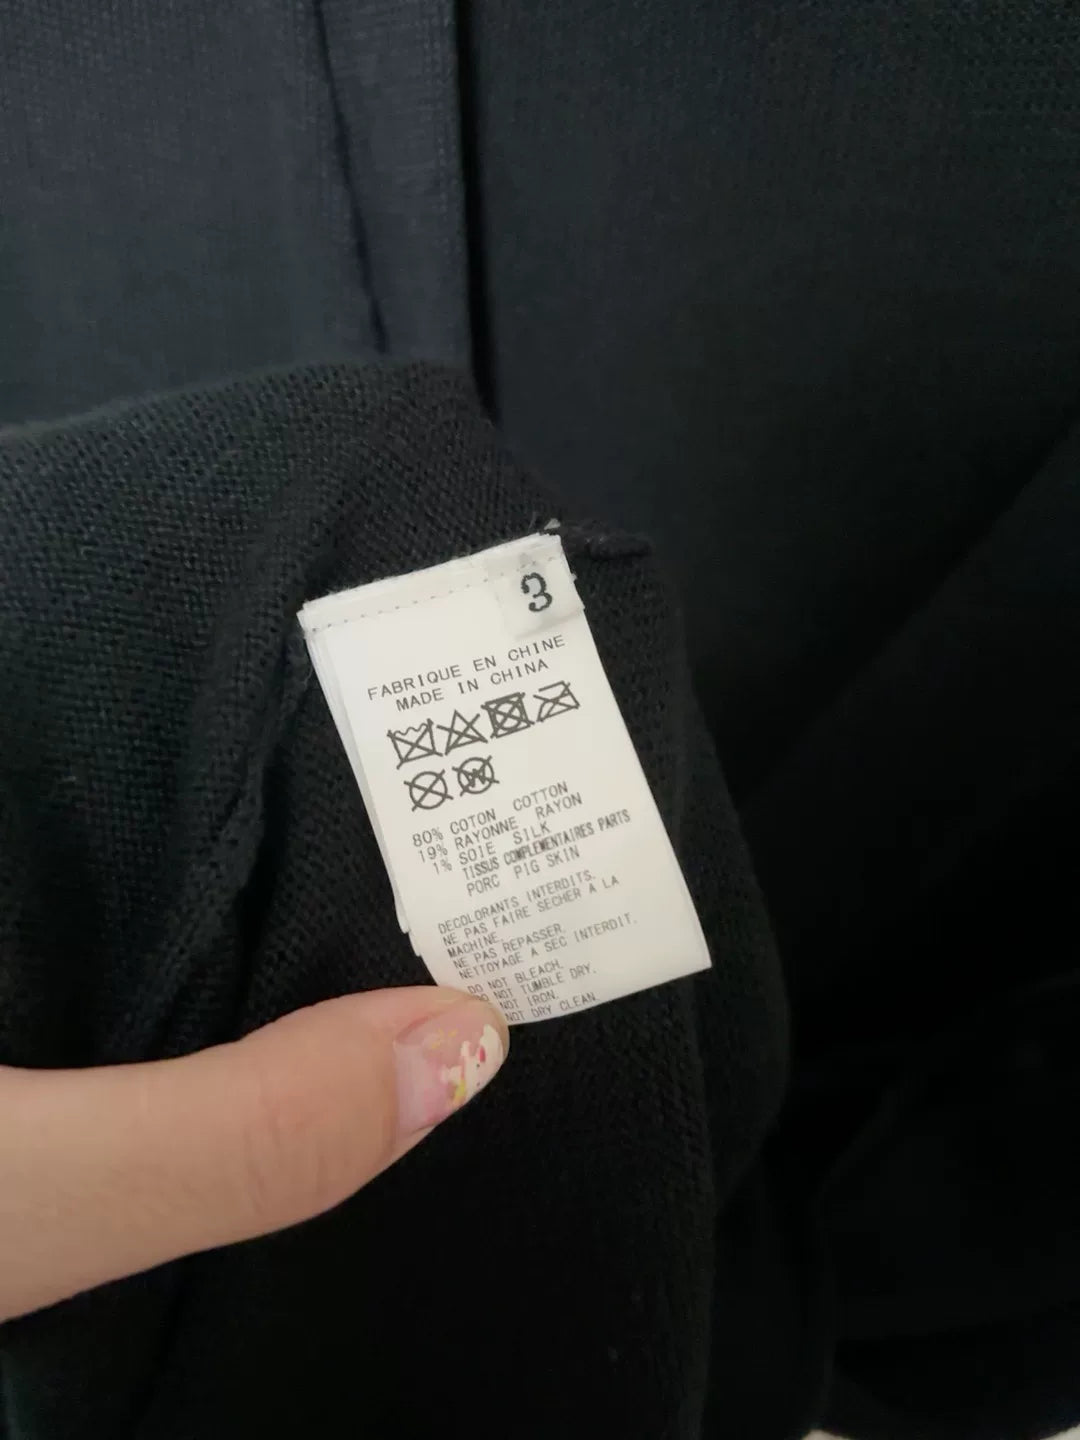 3
FABRIQUE EN CHINE
MADE IN CHINA
W
80% COTON COTTON
19% RAYONNE RAYON
1% SOIE SILK
TISSUS COMPLEMENTAIRES PARTS
PORC PIG SKIN
DECOLORANTS INTERDITS.
NE PAS FAIRE SECHER A LA
MACHINE.
NE PAS REPASSER.
NETTOYAGE A SEC INTERDIT.
DO NOT BLEACH.
DO NOT TUMBLE DRY.
NOT IRON.
NOT DRY CLEAN.